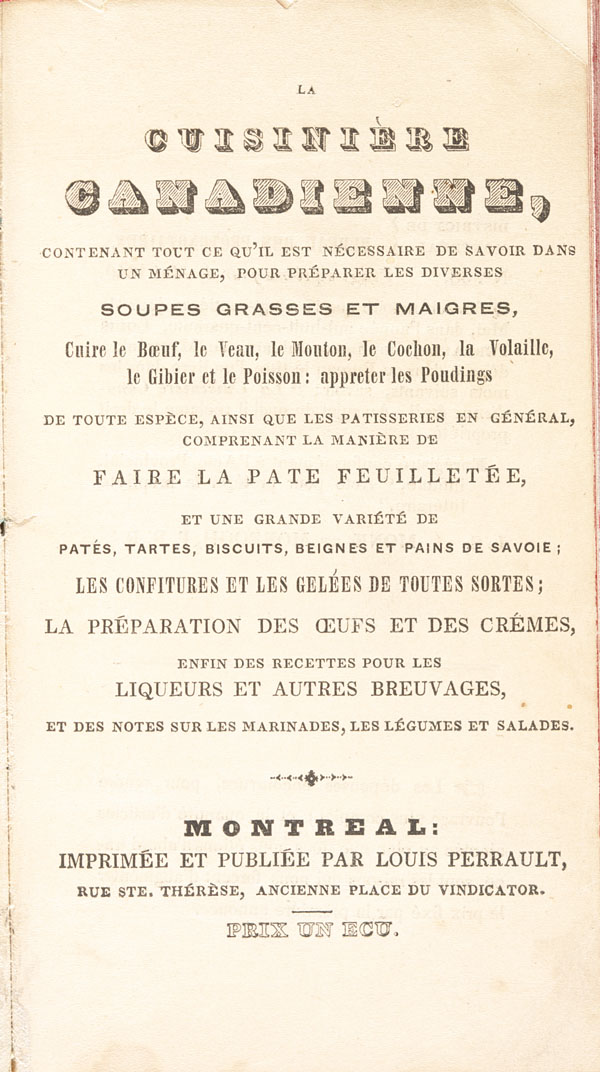 LA
CUISINIÈRE
CANADIENNE,
CONTENANT TOUT CE QU'IL EST NÉCESSAIRE DE SAVOIR DANS
UN MÉNAGE, POUR PRÉPARER LES DIVERSES
SOUPES GRASSES ET MAIGRES,
Cuire le Bœuf, le Veau, le Mouton, le Cochon, la Volaille,
le Gibier et le Poisson: appreter les Poudings
DE TOUTE ESPÈCE, AINSI QUE LES PATISSERIES EN GÉNÉRAL,
COMPRENANT LA MANIÈRE DE
FAIRE LA PATE FEUILLETÉE,
ET UNE GRANDE VARIÉTÉ DE
PATÉS, TARTES, BISCUITS, BEIGNES ET PAINS DE SAVOIE;
LES CONFITURES ET LES GELÉES DE TOUTES SORTES;
LA PRÉPARATION DES ŒUFS ET DES CRÉMES,
ENFIN DES RECETTES POUR LES
LIQUEURS ET AUTRES BREUVAGES,
ET DES NOTES SUR LES MARINADES, LES LÉGUMES ET SALADES.
MONTREAL:
IMPRIMÉE ET PUBLIÉE PAR LOUIS PERRAULT,
RUE STE. THÉRÈSE, ANCIENNE PLACE DU VINDICATOR.
PRIX UN ECU.